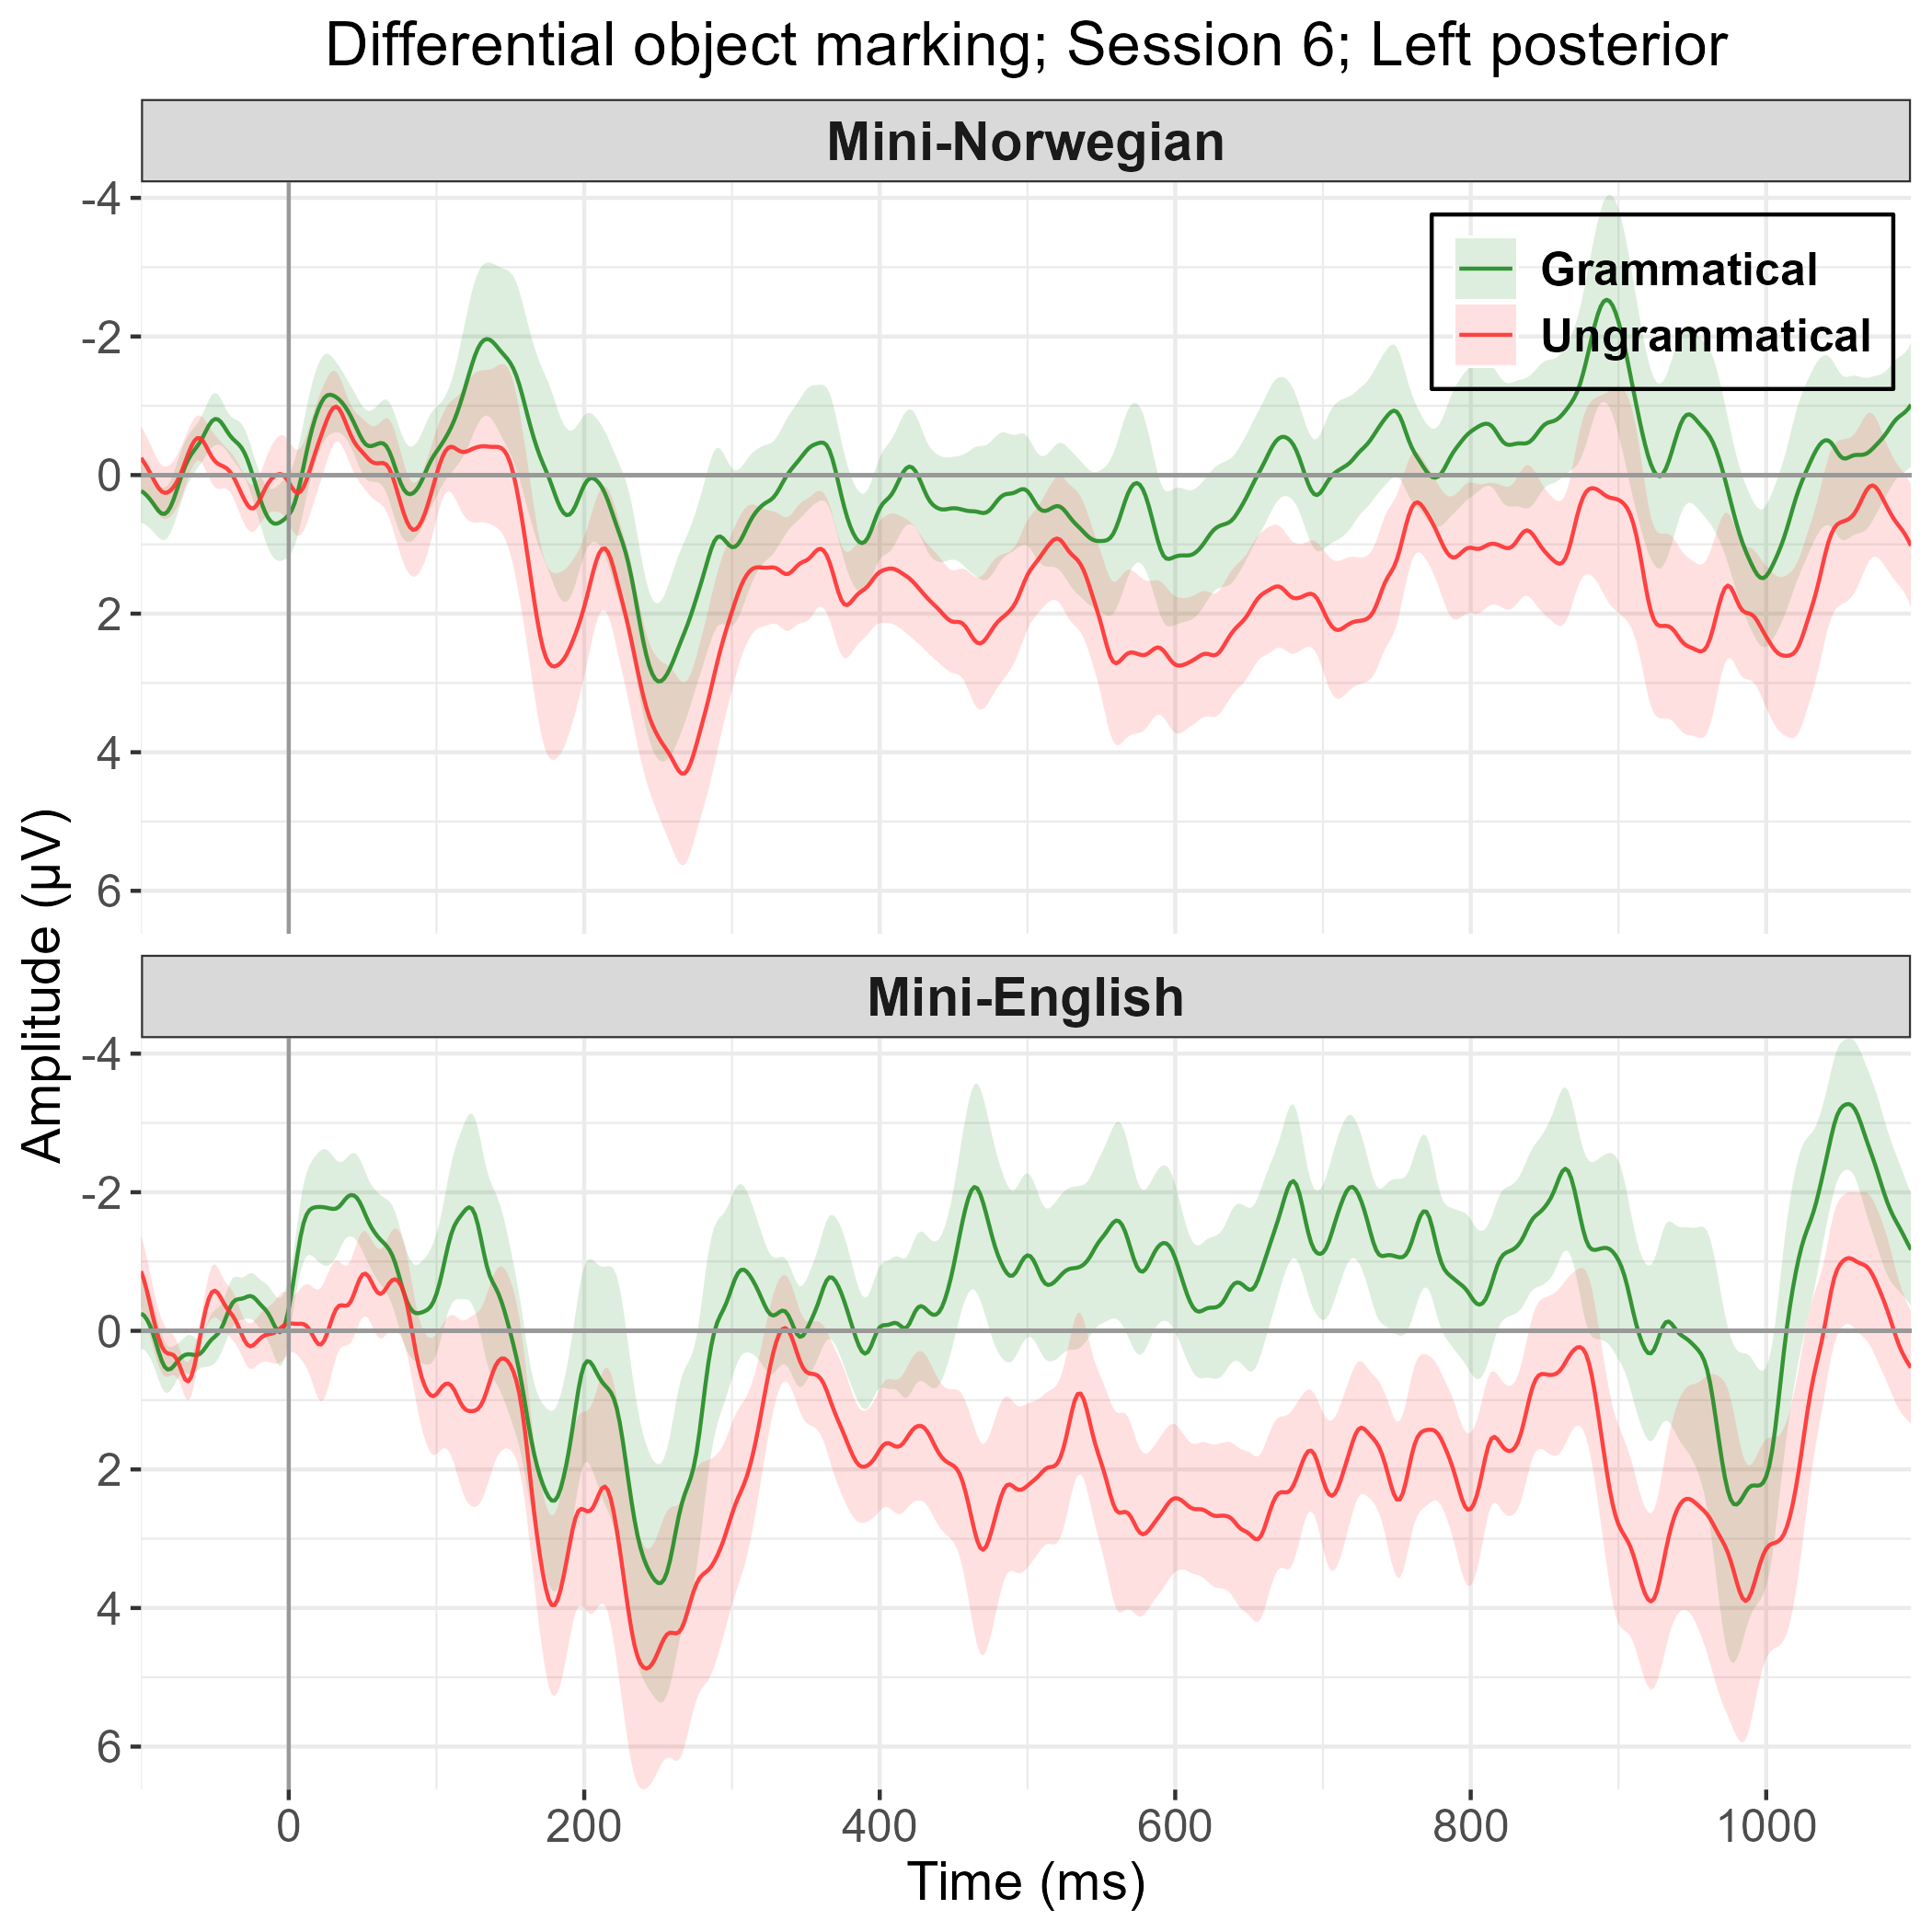 Differential object marking; Session 6; Left posterior
Mini-Norwegian
-4
-2
0
2
4
6
Grammatical
Ungrammatical
Amplitude (µV)
Mini-English
-4
-2
0
2
4
6
0 200 400 600 800 1000
Time (ms)